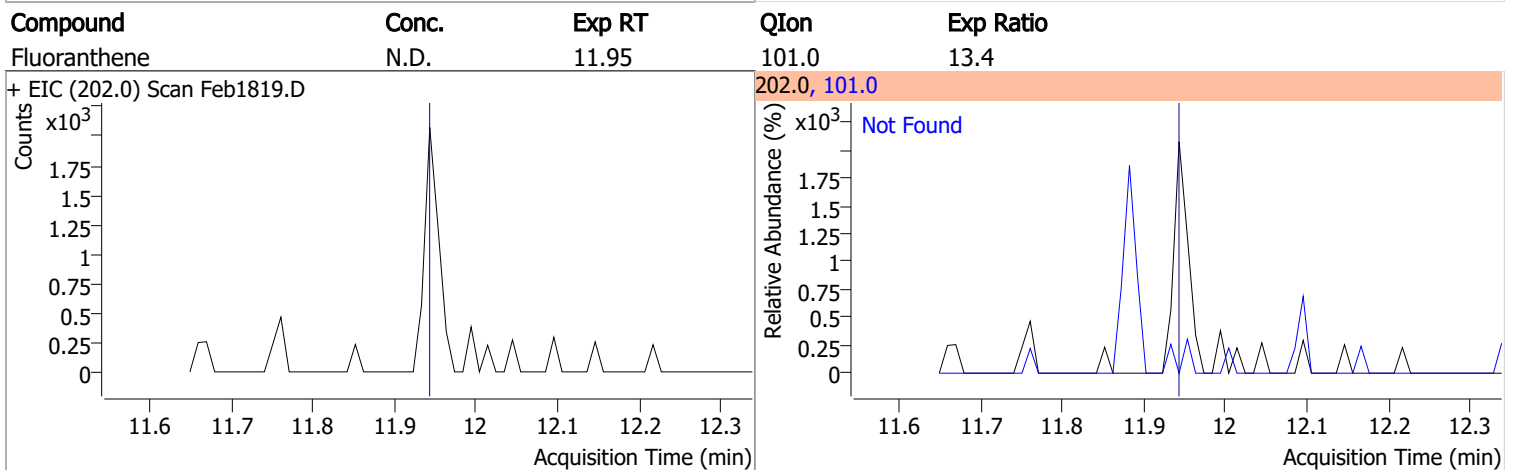 Compound Conc. Exp RT QIon Exp Ratio
Fluoranthene N.D. 11.95 101.0 13.4
+ EIC (202.0) Scan Feb1819.D
Counts
x10³
1.75
1.5
1.25
1
0.75
0.5
0.25
0
11.6 11.7 11.8 11.9 12 12.1 12.2 12.3
Acquisition Time (min)
202.0, 101.0
Relative Abundance (%)
x10³
Not Found
1.75
1.5
1.25
1
0.75
0.5
0.25
0
11.6 11.7 11.8 11.9 12 12.1 12.2 12.3
Acquisition Time (min)